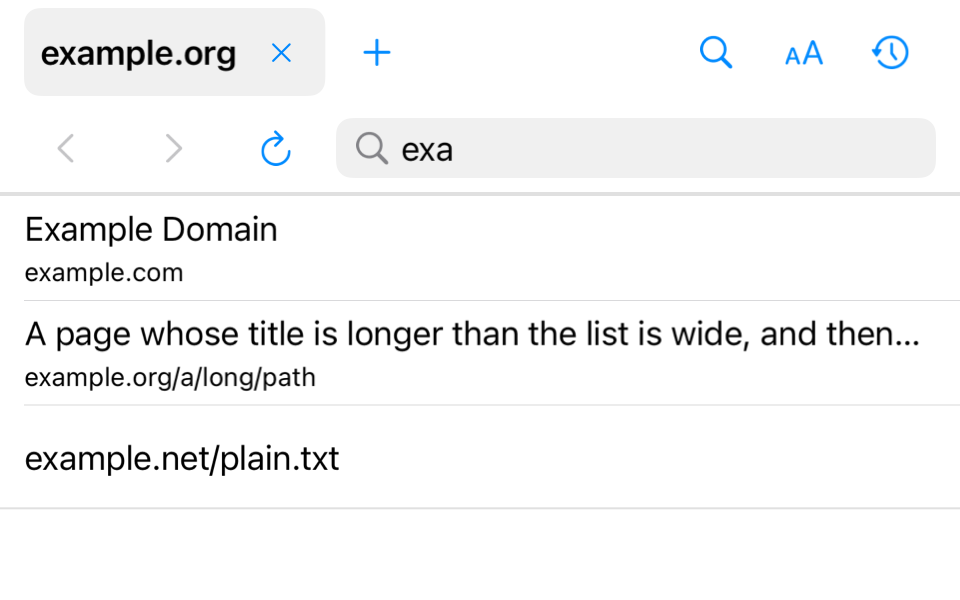 example.org
AA
exa
Example Domain
example.com
A page whose title is longer than the list is wide, and then...
example.org/a/long/path
example.net/plain.txt